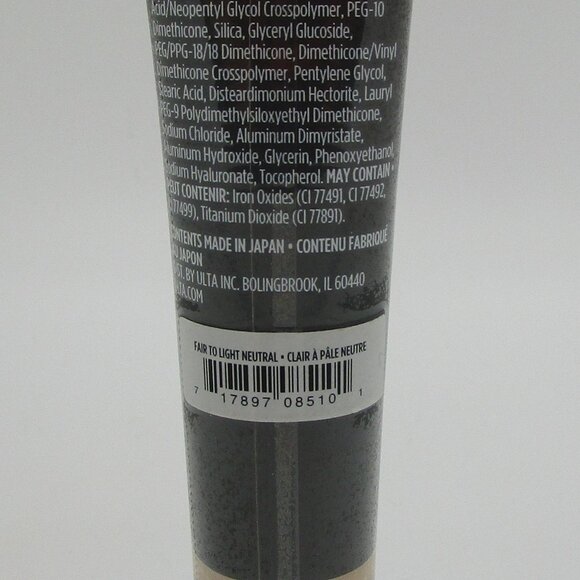 Acid/Neopentyl Glycol Crosspolymer, PEG-10
Dimethicone, Silica, Glyceryl Glucoside,
PEG/PPG-18/18 Dimethicone, Dimethicone/Vinyl
Dimethicone Crosspolymer, Pentylene Glycol,
Stearic Acid, Disteardimonium Hectorite, Lauryl
PEG-9 Polydimethylsiloxyethyl Dimethicone,
Sodium Chloride, Aluminum Dimyristate,
Aluminum Hydroxide, Glycerin, Phenoxyethanol,
Sodium Hyaluronate, Tocopherol. MAY CONTAIN •
PEUT CONTENIR: Iron Oxides (CI 77491, CI 77492,
CI 77499), Titanium Dioxide (CI 77891).
CONTENTS MADE IN JAPAN • CONTENU FABRIQUÉ
AU JAPON
DIST. BY ULTA INC. BOLINGBROOK, IL 60440
ULTA.COM
FAIR TO LIGHT NEUTRAL • CLAIR À PÂLE NEUTRE
7 17897 08510 1